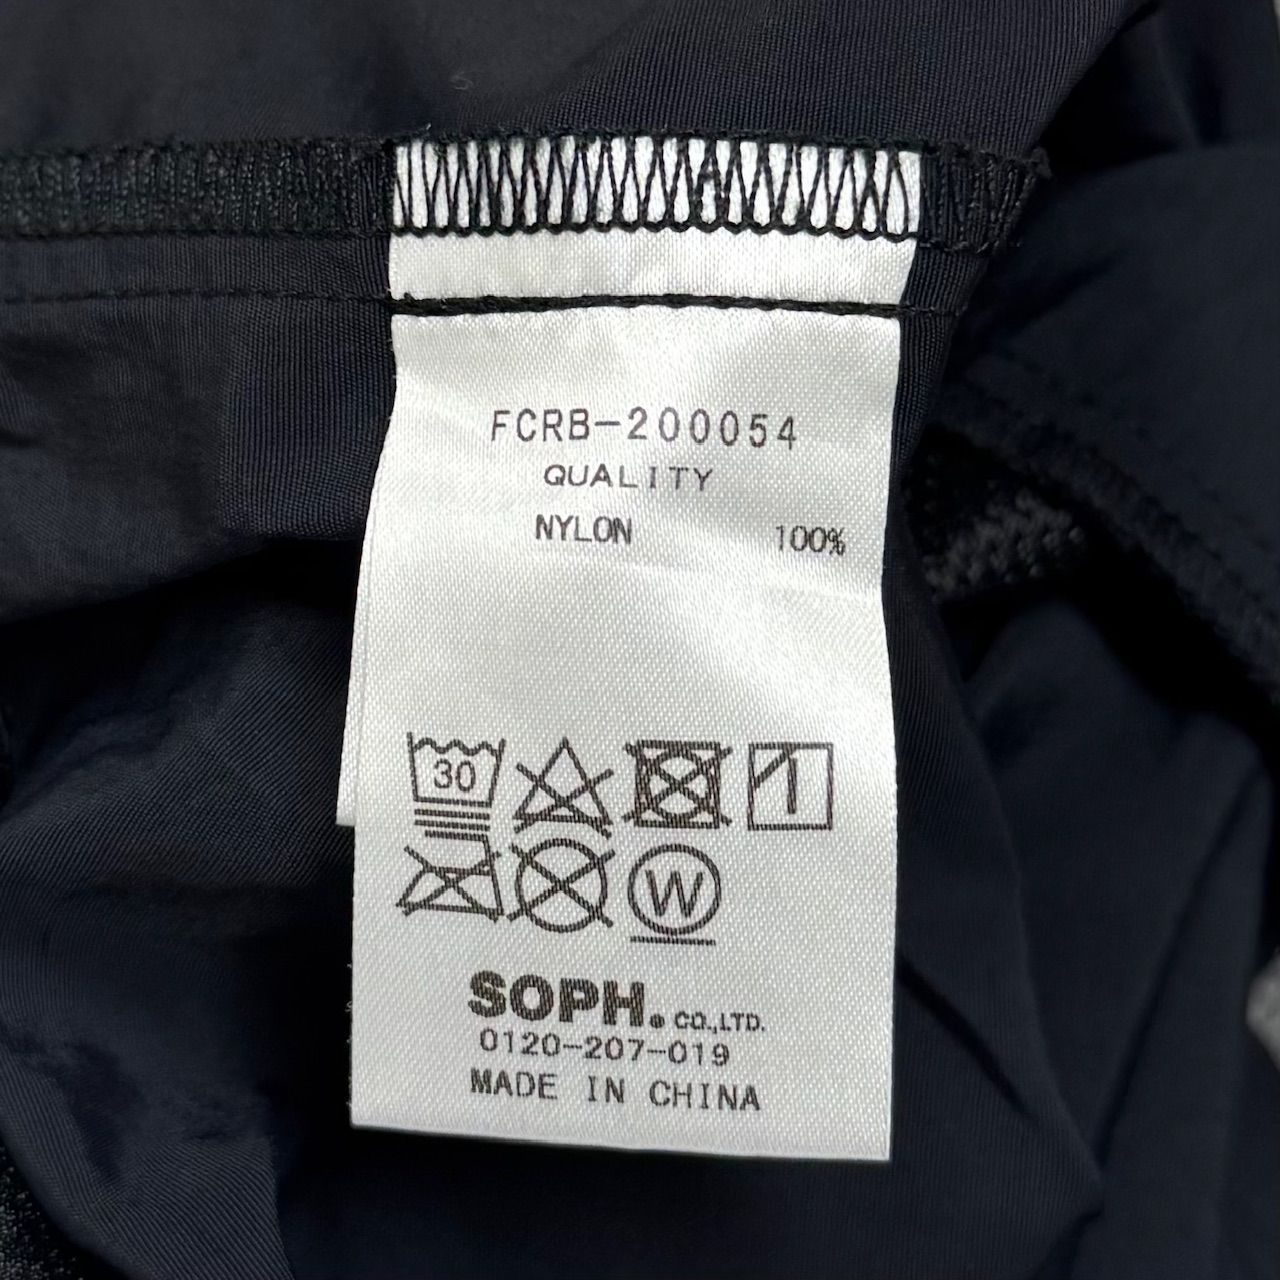 FCRB-200054
QUALITY
NYLON 100%
30
W
SOPH. CO.,LTD.
0120-207-019
MADE IN CHINA